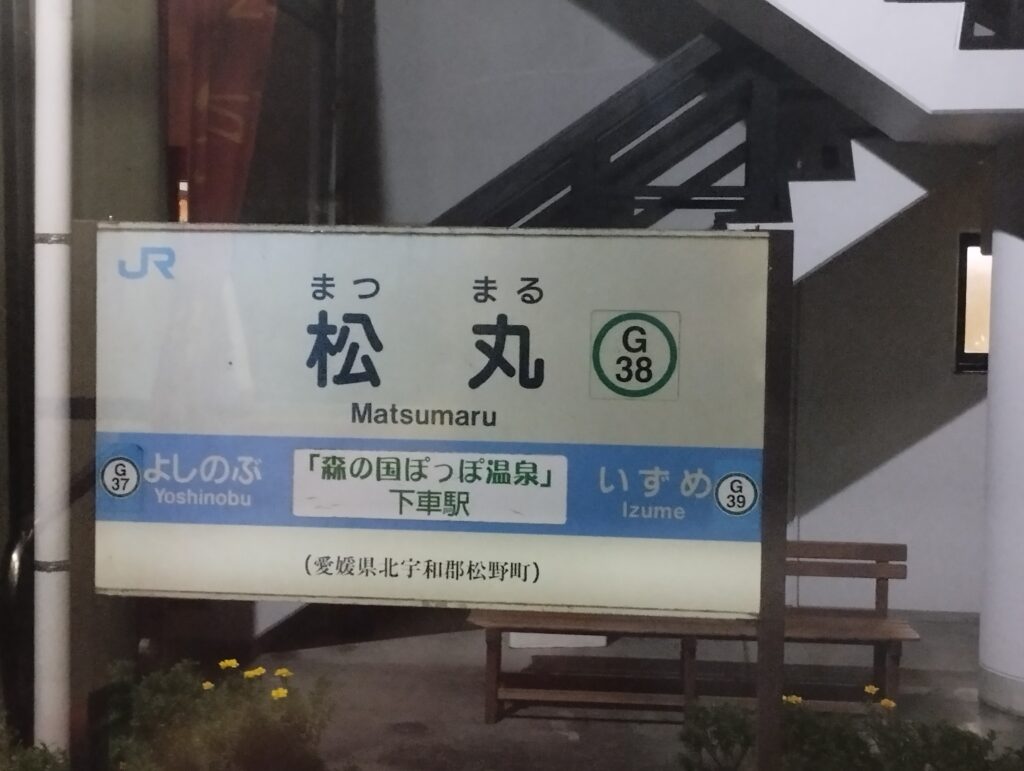 JR
まつ まる
松 丸
G
38
Matsumaru
G
37
よしのぶ
Yoshinobu
「森の国ぽっぽ温泉」
下車駅
いずめ
Izume
G
39
(愛媛県北宇和郡松野町)